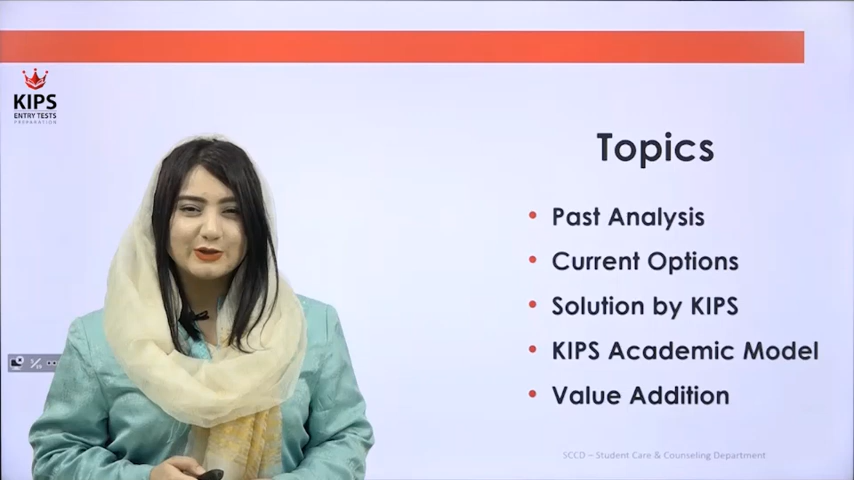 KIPS
ENTRY TESTS
PREPARATION
Topics
• Past Analysis
• Current Options
• Solution by KIPS
• KIPS Academic Model
• Value Addition
SCCD – Student Care & Counseling Department